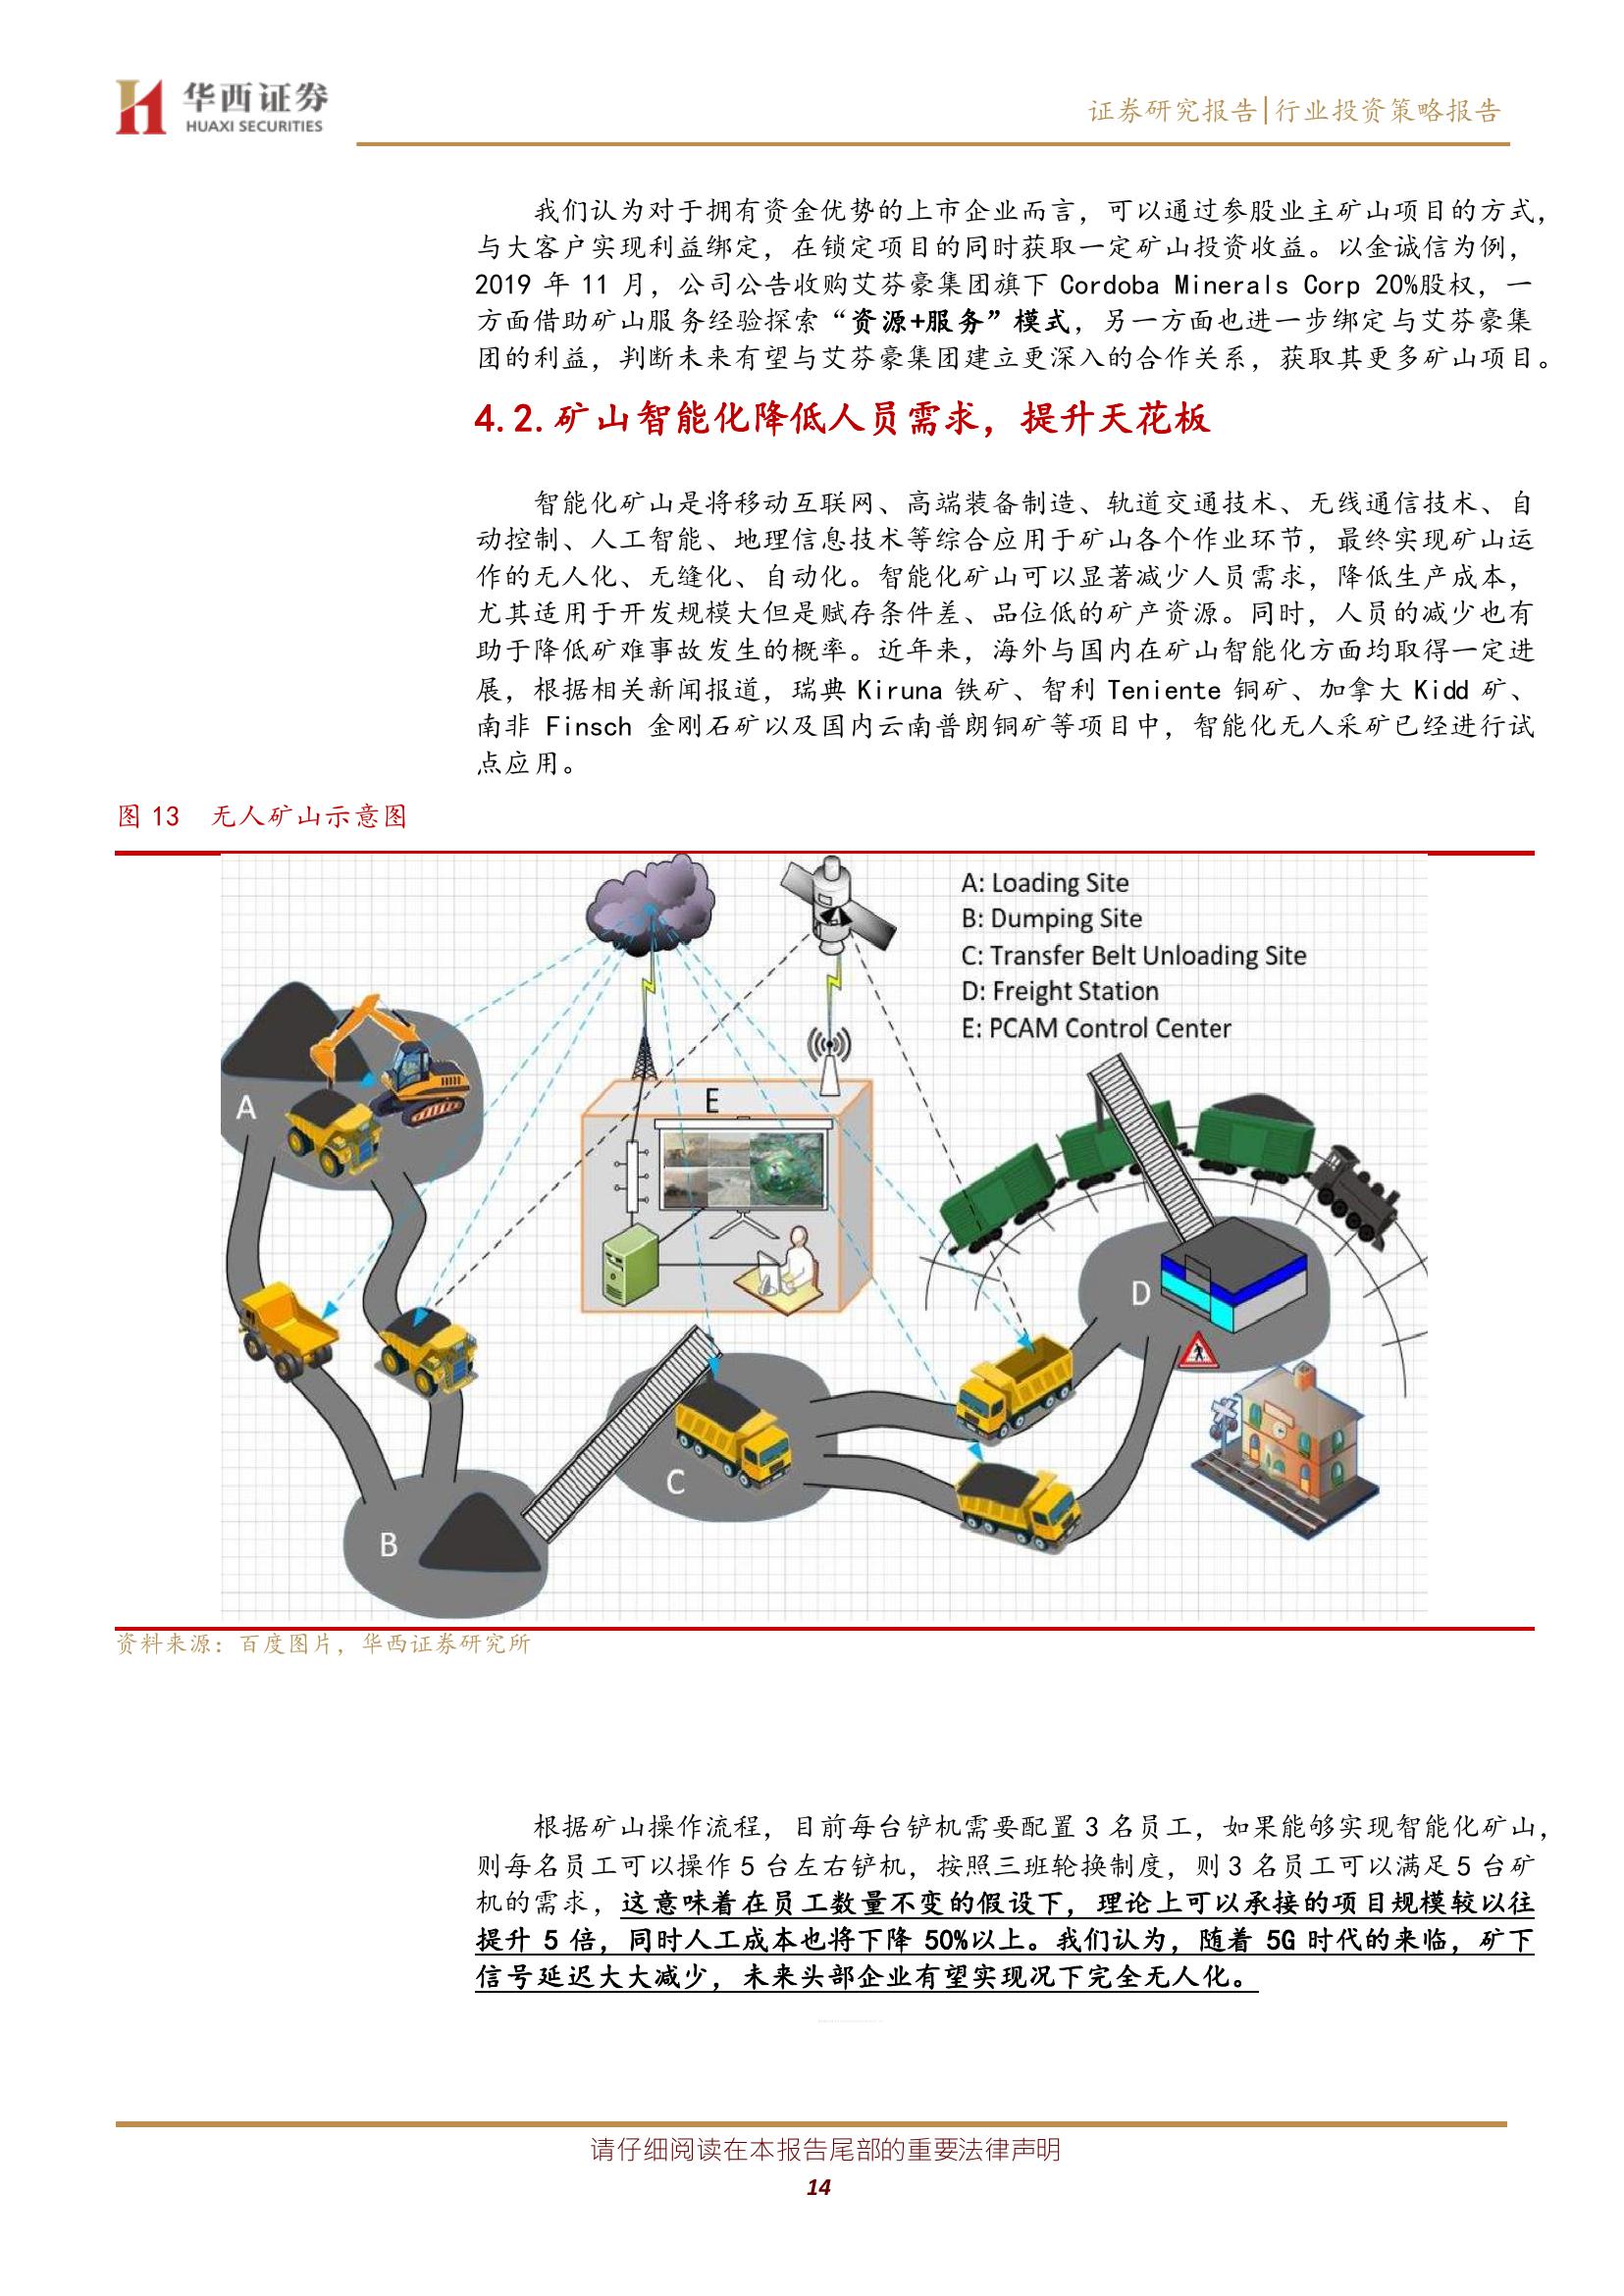 华西证券
HUAXI SECURITIES
证券研究报告|行业投资策略报告
我们认为对于拥有资金优势的上市企业而言，可以通过参股业主矿山项目的方式，
与大客户实现利益绑定，在锁定项目的同时获取一定矿山投资收益。以金诚信为例，
2019 年 11 月，公司公告收购艾芬豪集团旗下 Cordoba Minerals Corp 20%股权，一
方面借助矿山服务经验探索“资源+服务”模式，另一方面也进一步绑定与艾芬豪集
团的利益，判断未来有望与艾芬豪集团建立更深入的合作关系，获取其更多矿山项目。
4.2.矿山智能化降低人员需求，提升天花板
智能化矿山是将移动互联网、高端装备制造、轨道交通技术、无线通信技术、自
动控制、人工智能、地理信息技术等综合应用于矿山各个作业环节，最终实现矿山运
作的无人化、无缝化、自动化。智能化矿山可以显著减少人员需求，降低生产成本，
尤其适用于开发规模大但是赋存条件差、品位低的矿产资源。同时，人员的减少也有
助于降低矿难事故发生的概率。近年来，海外与国内在矿山智能化方面均取得一定进
展，根据相关新闻报道，瑞典 Kiruna 铁矿、智利 Teniente 铜矿、加拿大 Kidd 矿、
南非 Finsch 金刚石矿以及国内云南普朗铜矿等项目中，智能化无人采矿已经进行试
点应用。
图 13 无人矿山示意图
A: Loading Site
B: Dumping Site
C: Transfer Belt Unloading Site
D: Freight Station
E: PCAM Control Center
A
E
D
C
B
资料来源：百度图片，华西证券研究所
根据矿山操作流程，目前每台铲机需要配置 3 名员工，如果能够实现智能化矿山，
则每名员工可以操作 5 台左右铲机，按照三班轮换制度，则 3 名员工可以满足 5 台矿
机的需求，这意味着在员工数量不变的假设下，理论上可以承接的项目规模较以往
提升 5 倍，同时人工成本也将下降 50%以上。我们认为，随着 5G 时代的来临，矿下
信号延迟大大减少，未来头部企业有望实现况下完全无人化。
请仔细阅读在本报告尾部的重要法律声明
14